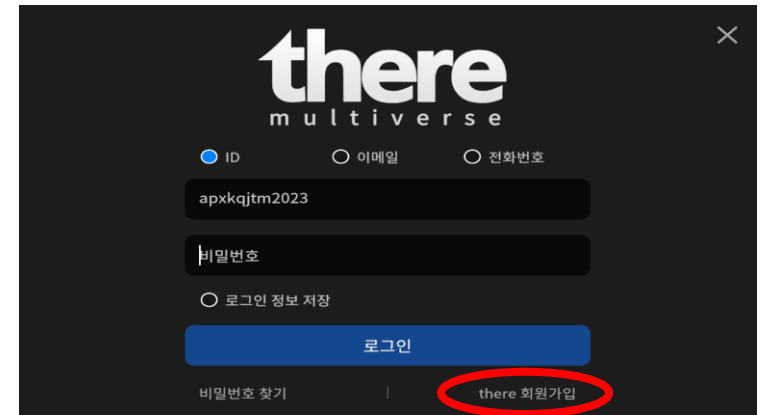 there
multiverse
ID 이메일 전화번호
apxkqjtm2023
비밀번호
로그인 정보 저장
로그인
비밀번호 찾기 | there 회원가입